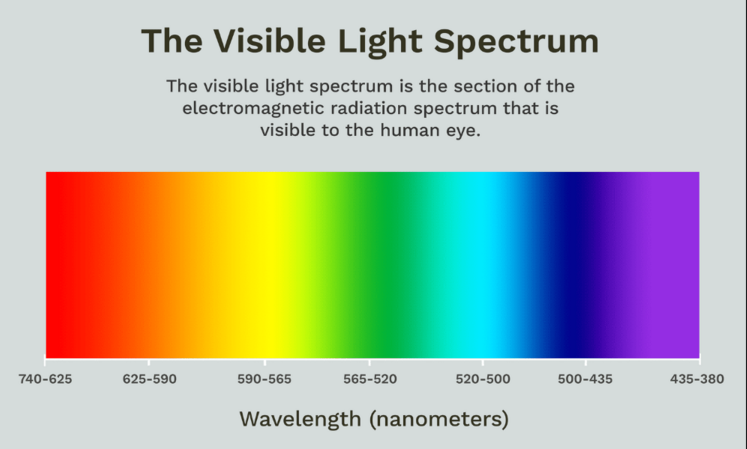 The Visible Light Spectrum
The visible light spectrum is the section of the
electromagnetic radiation spectrum that is
visible to the human eye.
740-625 625-590 590-565 565-520 520-500 500-435 435-380
Wavelength (nanometers)